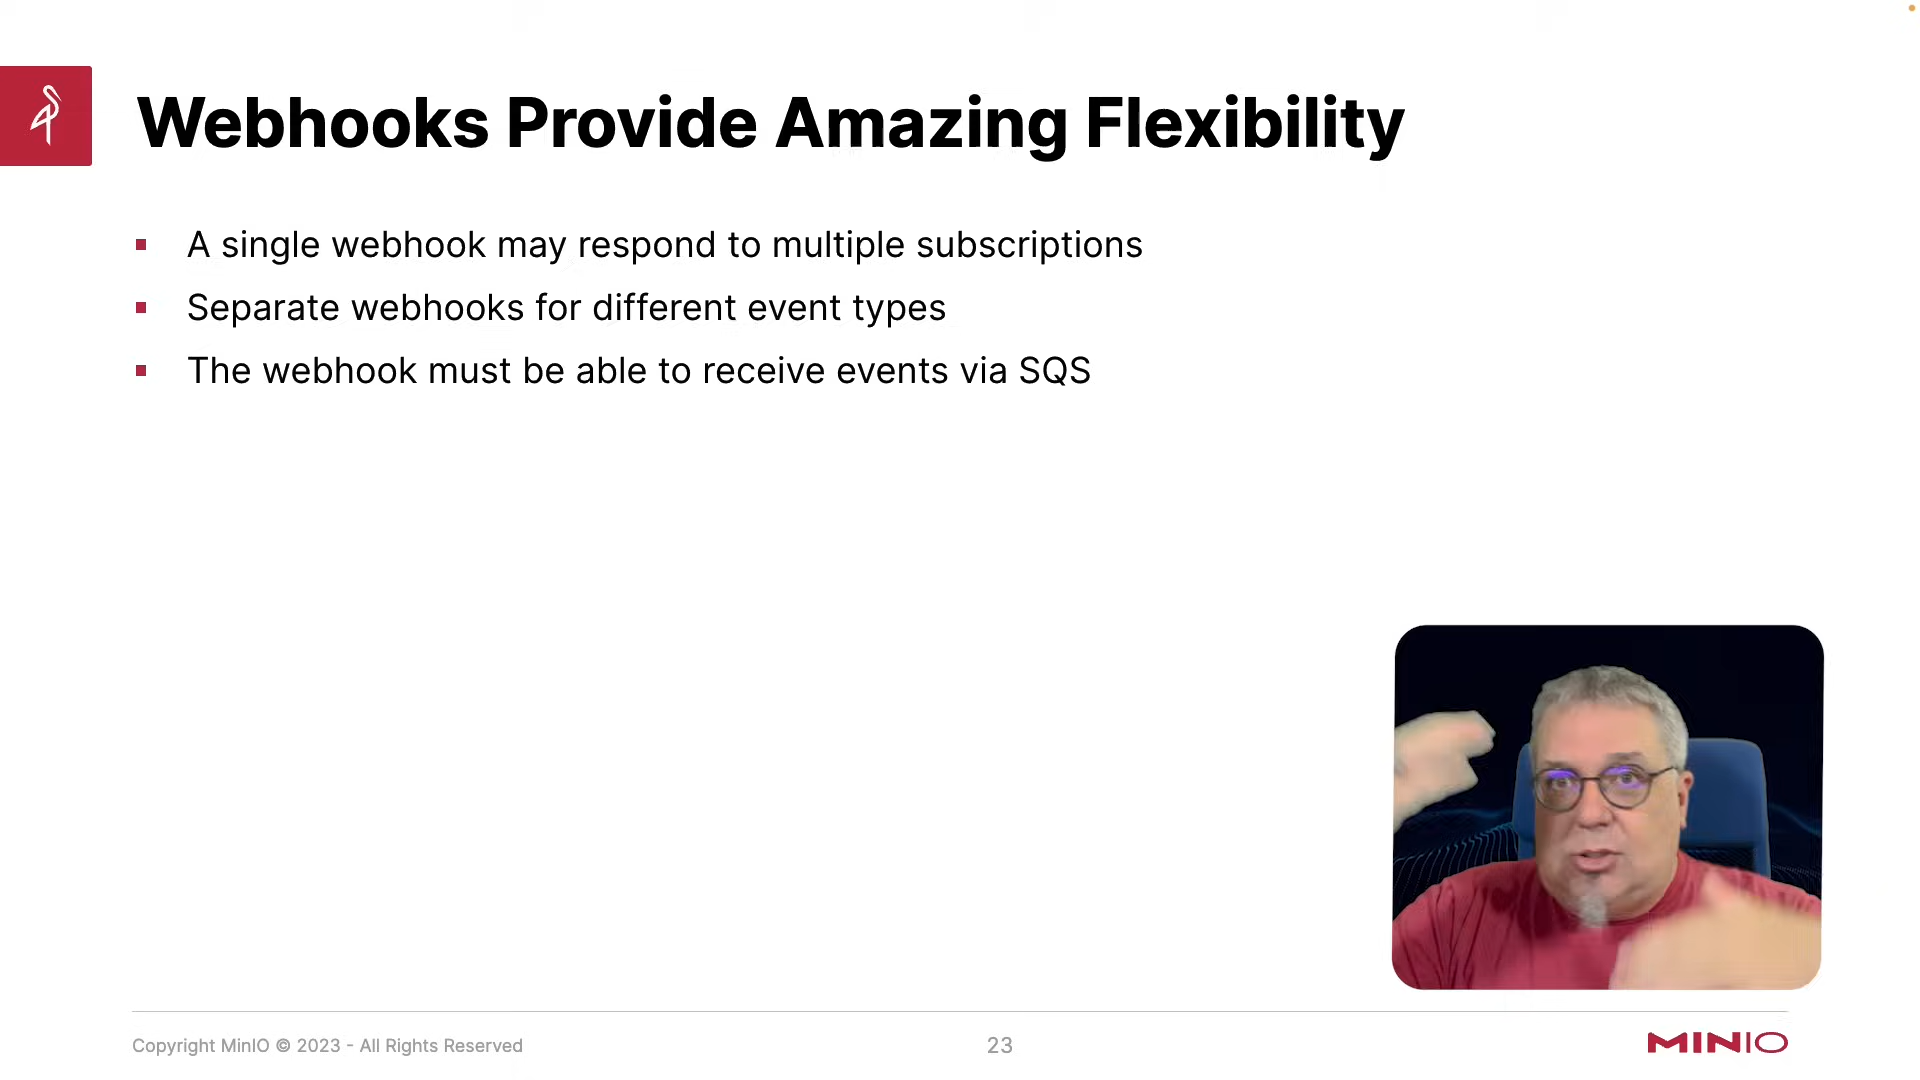 Webhooks Provide Amazing Flexibility
▪ A single webhook may respond to multiple subscriptions
▪ Separate webhooks for different event types
▪ The webhook must be able to receive events via SQS
Copyright MinIO © 2023 - All Rights Reserved
23
MINIO